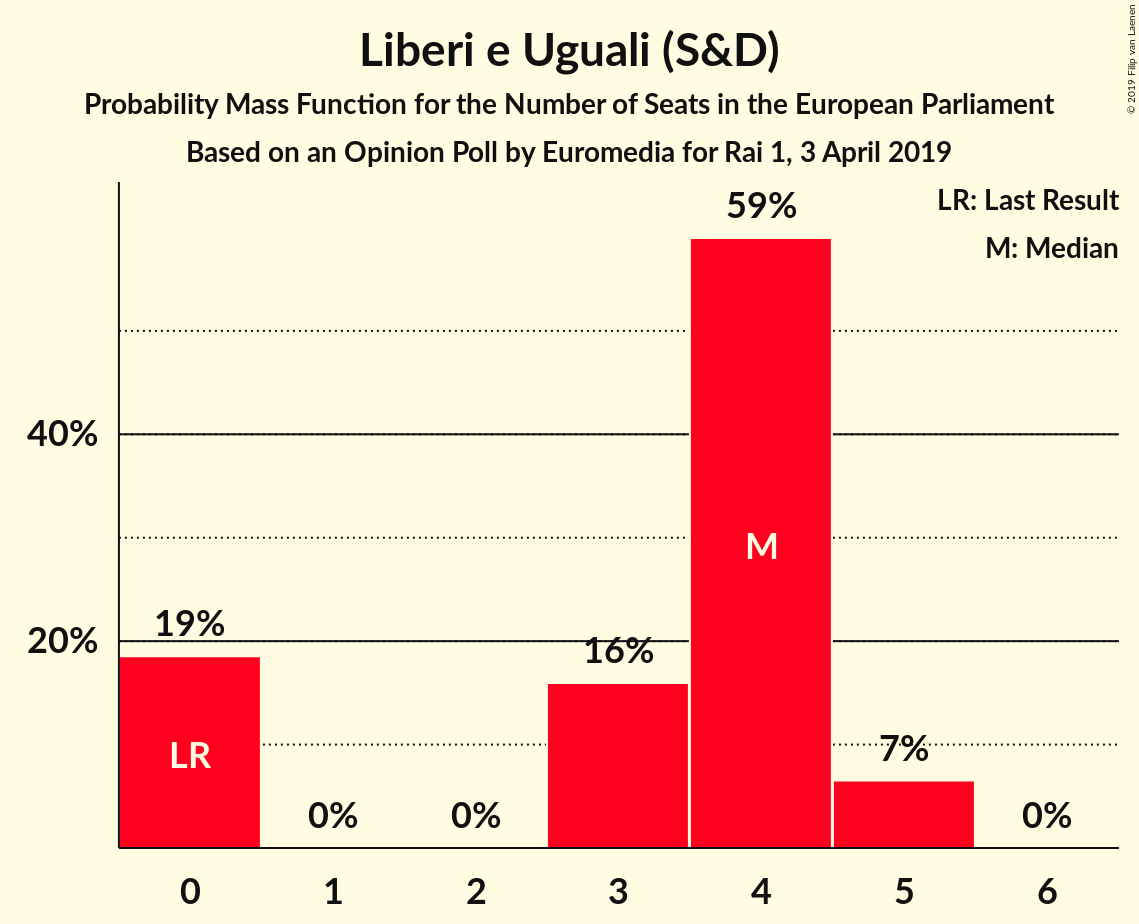 Liberi e Uguali (S&D)
Probability Mass Function for the Number of Seats in the European Parliament
Based on an Opinion Poll by Euromedia for Rai 1, 3 April 2019
© 2019 Filip van Laenen
LR: Last Result
M: Median
59%
40%
M
19%
20%
16%
LR
7%
0%
0%
0%
0 1 2 3 4 5 6